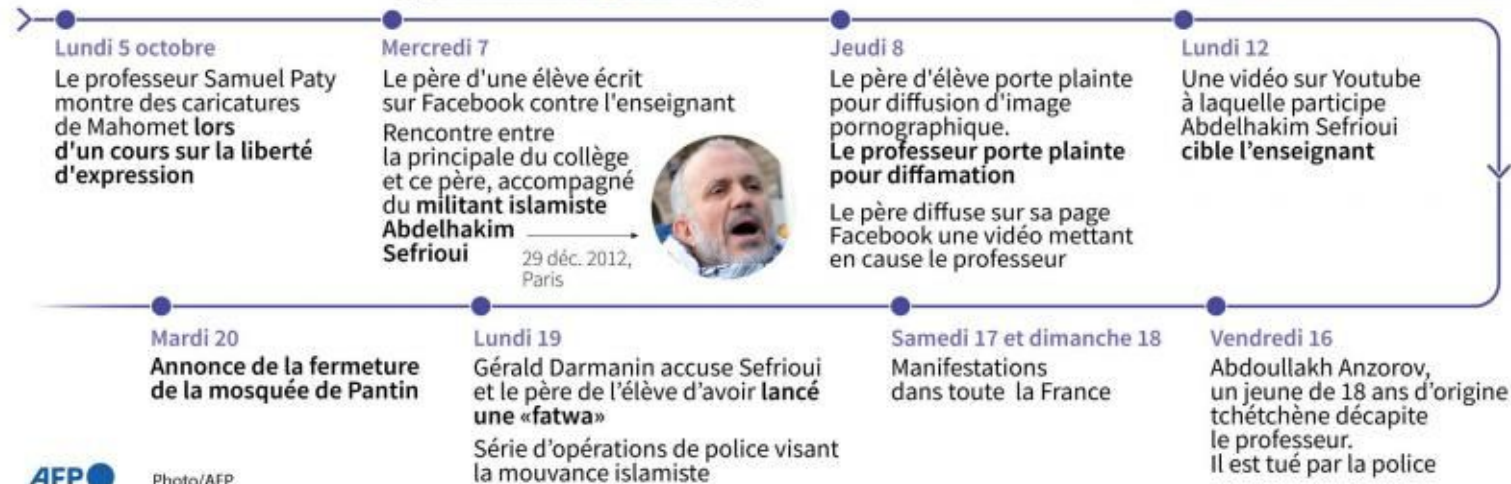 Lundi 5 octobre
Le professeur Samuel Paty
montre des caricatures
de Mahomet lors
d'un cours sur la liberté
d'expression
Mercredi 7
Le père d'une élève écrit
sur Facebook contre l'enseignant
Rencontre entre
la principale du collège
et ce père, accompagné
du militant islamiste
Abdelhakim
Sefrioui
29 déc. 2012,
Paris
Jeudi 8
Le père d'élève porte plainte
pour diffusion d'image
pornographique.
Le professeur porte plainte
pour diffamation
Le père diffuse sur sa page
Facebook une vidéo mettant
en cause le professeur
Lundi 12
Une vidéo sur Youtube
à laquelle participe
Abdelhakim Sefrioui
cible l’enseignant
Vendredi 16
Abdoullakh Anzorov,
un jeune de 18 ans d’origine
tchétchène décapite
le professeur.
Il est tué par la police
Samedi 17 et dimanche 18
Manifestations
dans toute la France
Lundi 19
Gérald Darmanin accuse Sefrioui
et le père de l’élève d’avoir lancé
une «fatwa»
Série d’opérations de police visant
la mouvance islamiste
Mardi 20
Annonce de la fermeture
de la mosquée de Pantin
AFP
Photo/AFP